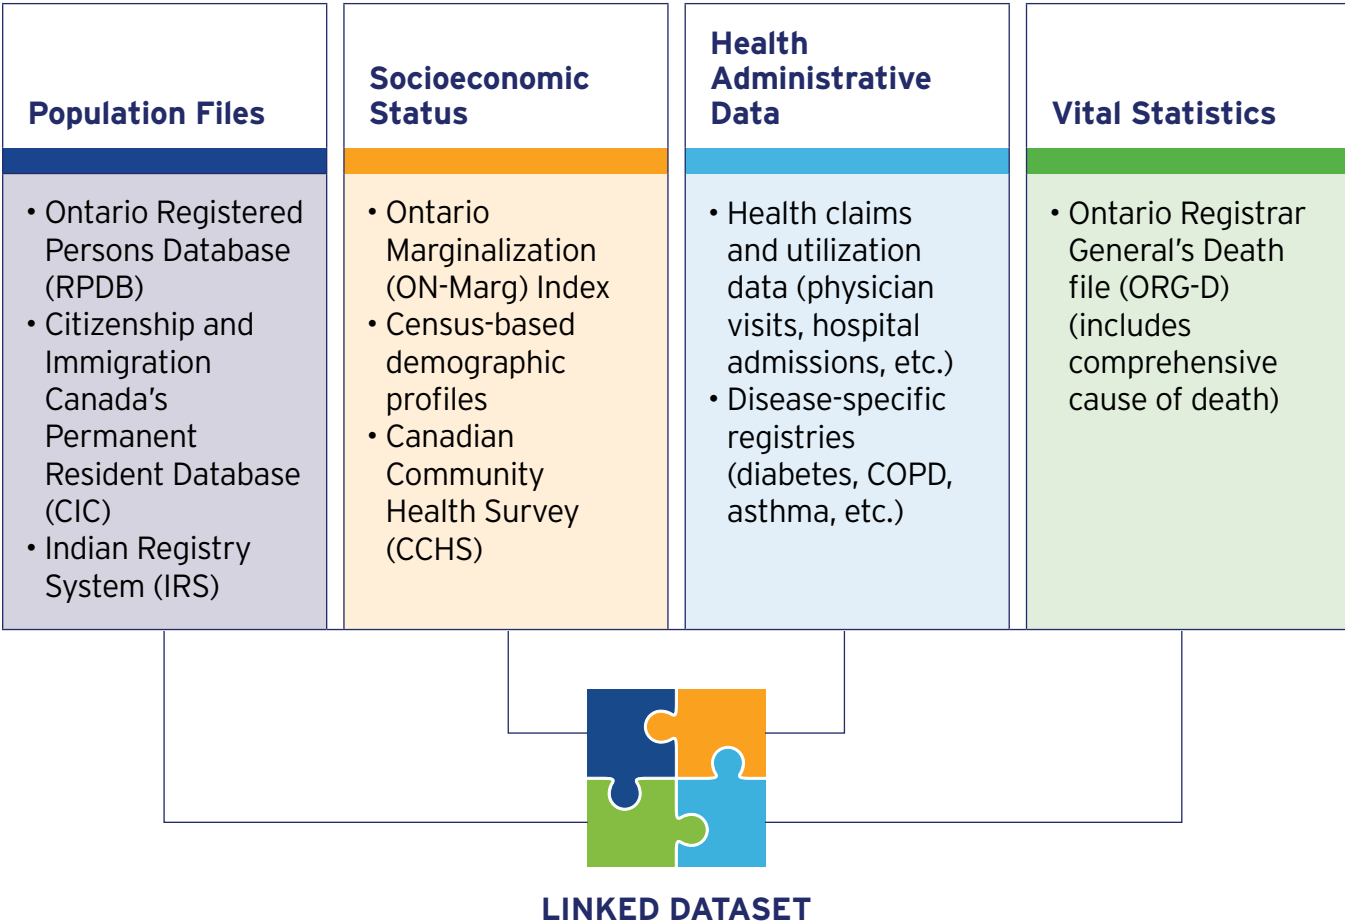 Population Files
• Ontario Registered
Persons Database
(RPDB)
• Citizenship and
Immigration
Canada’s
Permanent
Resident Database
(CIC)
• Indian Registry
System (IRS)
Socioeconomic
Status
• Ontario
Marginalization
(ON-Marg) Index
• Census-based
demographic
profiles
• Canadian
Community
Health Survey
(CCHS)
Health
Administrative
Data
• Health claims
and utilization
data (physician
visits, hospital
admissions, etc.)
• Disease-specific
registries
(diabetes, COPD,
asthma, etc.)
Vital Statistics
• Ontario Registrar
General’s Death
file (ORG-D)
(includes
comprehensive
cause of death)
LINKED DATASET